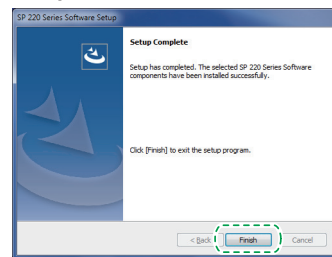 SP 220 Series Software Setup
Setup Complete
Setup has completed. The selected SP 220 Series Software
components have been installed successfully.
Click [Finish] to exit the setup program.
< Back
Finish
Cancel